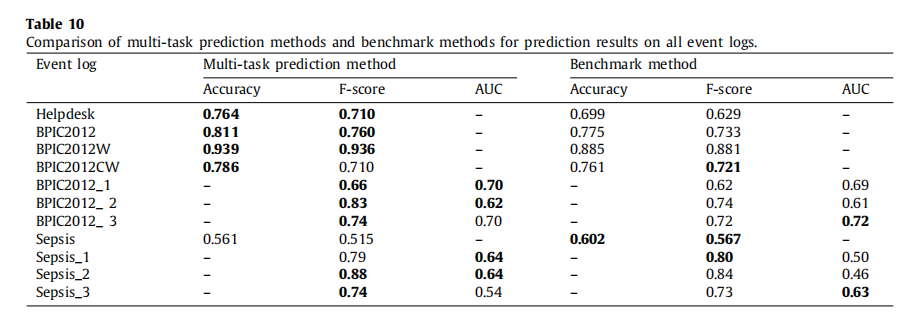 Table 10
Comparison of multi-task prediction methods and benchmark methods for prediction results on all event logs.
Event log Multi-task prediction method Benchmark method
Accuracy F-score AUC Accuracy F-score AUC
Helpdesk 0.764 0.710 – 0.699 0.629 –
BPIC2012 0.811 0.760 – 0.775 0.733 –
BPIC2012W 0.939 0.936 – 0.885 0.881 –
BPIC2012CW 0.786 0.710 – 0.761 0.721 –
BPIC2012_1 – 0.66 0.70 – 0.62 0.69
BPIC2012_ 2 – 0.83 0.62 – 0.74 0.61
BPIC2012_ 3 – 0.74 0.70 – 0.72 0.72
Sepsis 0.561 0.515 – 0.602 0.567 –
Sepsis_1 – 0.79 0.64 – 0.80 0.50
Sepsis_2 – 0.88 0.64 – 0.84 0.46
Sepsis_3 – 0.74 0.54 – 0.73 0.63